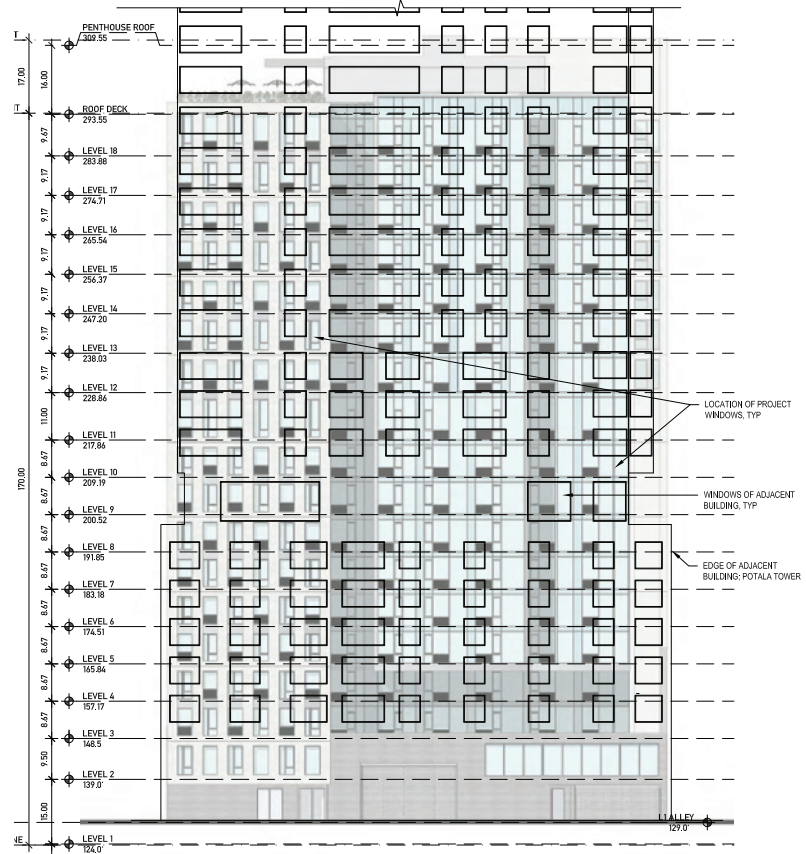 PENTHOUSE ROOF
309.55
T
17.00
16.00
IT
ROOF DECK
293.55
9.67
LEVEL 18
283.88
9.17
LEVEL 17
274.71
9.17
LEVEL 16
265.54
9.17
LEVEL 15
256.37
9.17
LEVEL 14
247.20
9.17
LEVEL 13
238.03
9.17
LEVEL 12
228.86
11.00
LOCATION OF PROJECT
WINDOWS, TYP
LEVEL 11
217.86
8.67
LEVEL 10
209.19
170.00
8.67
WINDOWS OF ADJACENT
BUILDING, TYP
LEVEL 9
200.52
8.67
LEVEL 8
191.85
EDGE OF ADJACENT
BUILDING; POTALA TOWER
8.67
LEVEL 7
183.18
8.67
LEVEL 6
174.51
8.67
LEVEL 5
165.84
8.67
LEVEL 4
157.17
8.67
LEVEL 3
148.5
9.50
LEVEL 2
139.0'
15.00
L1 ALLEY
129.0'
NE
LEVEL 1
124.0'